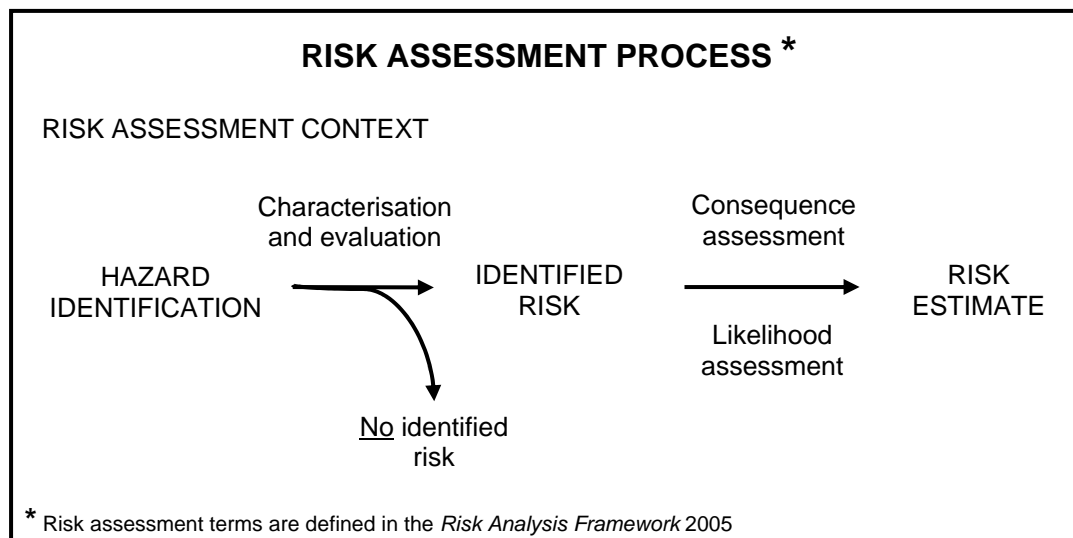 RISK ASSESSMENT PROCESS *
RISK ASSESSMENT CONTEXT
Characterisation
and evaluation
Consequence
assessment
HAZARD
IDENTIFICATION
IDENTIFIED
RISK
RISK
ESTIMATE
Likelihood
assessment
No identified
risk
* Risk assessment terms are defined in the Risk Analysis Framework 2005